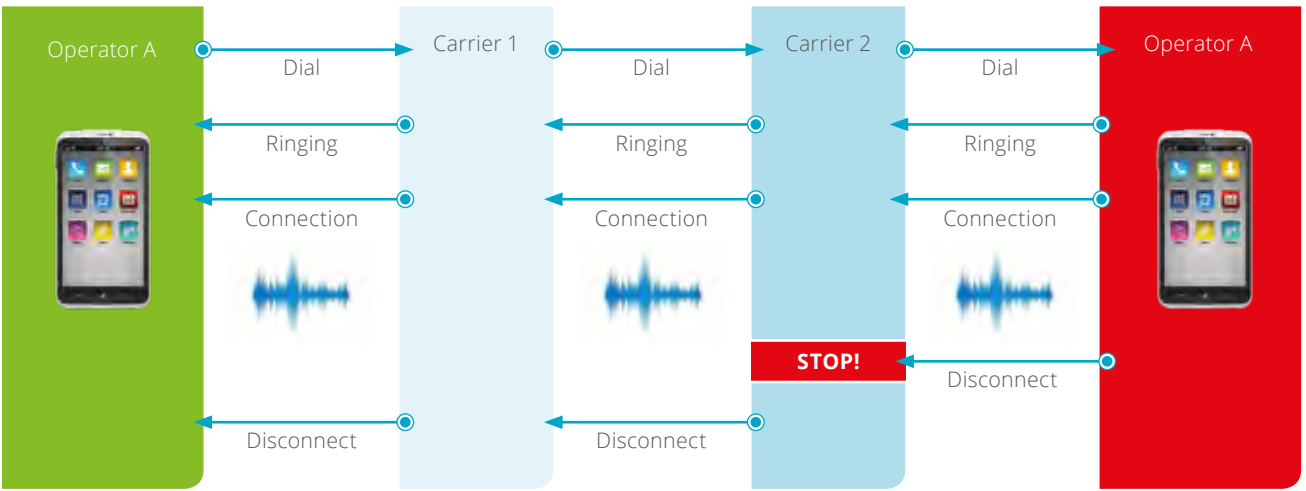 Operator A
Carrier 1
Carrier 2
Operator A
Dial
Dial
Dial
Ringing
Ringing
Ringing
Connection
Connection
Connection
STOP!
Disconnect
Disconnect
Disconnect